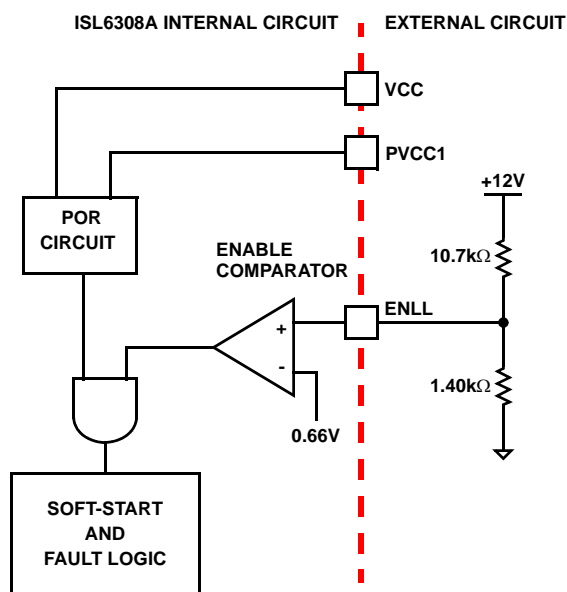 ISL6308A INTERNAL CIRCUIT
EXTERNAL CIRCUIT
VCC
PVCC1
+12V
POR
CIRCUIT
10.7kΩ
ENABLE
COMPARATOR
ENLL
+
-
1.40kΩ
0.66V
SOFT-START
AND
FAULT LOGIC